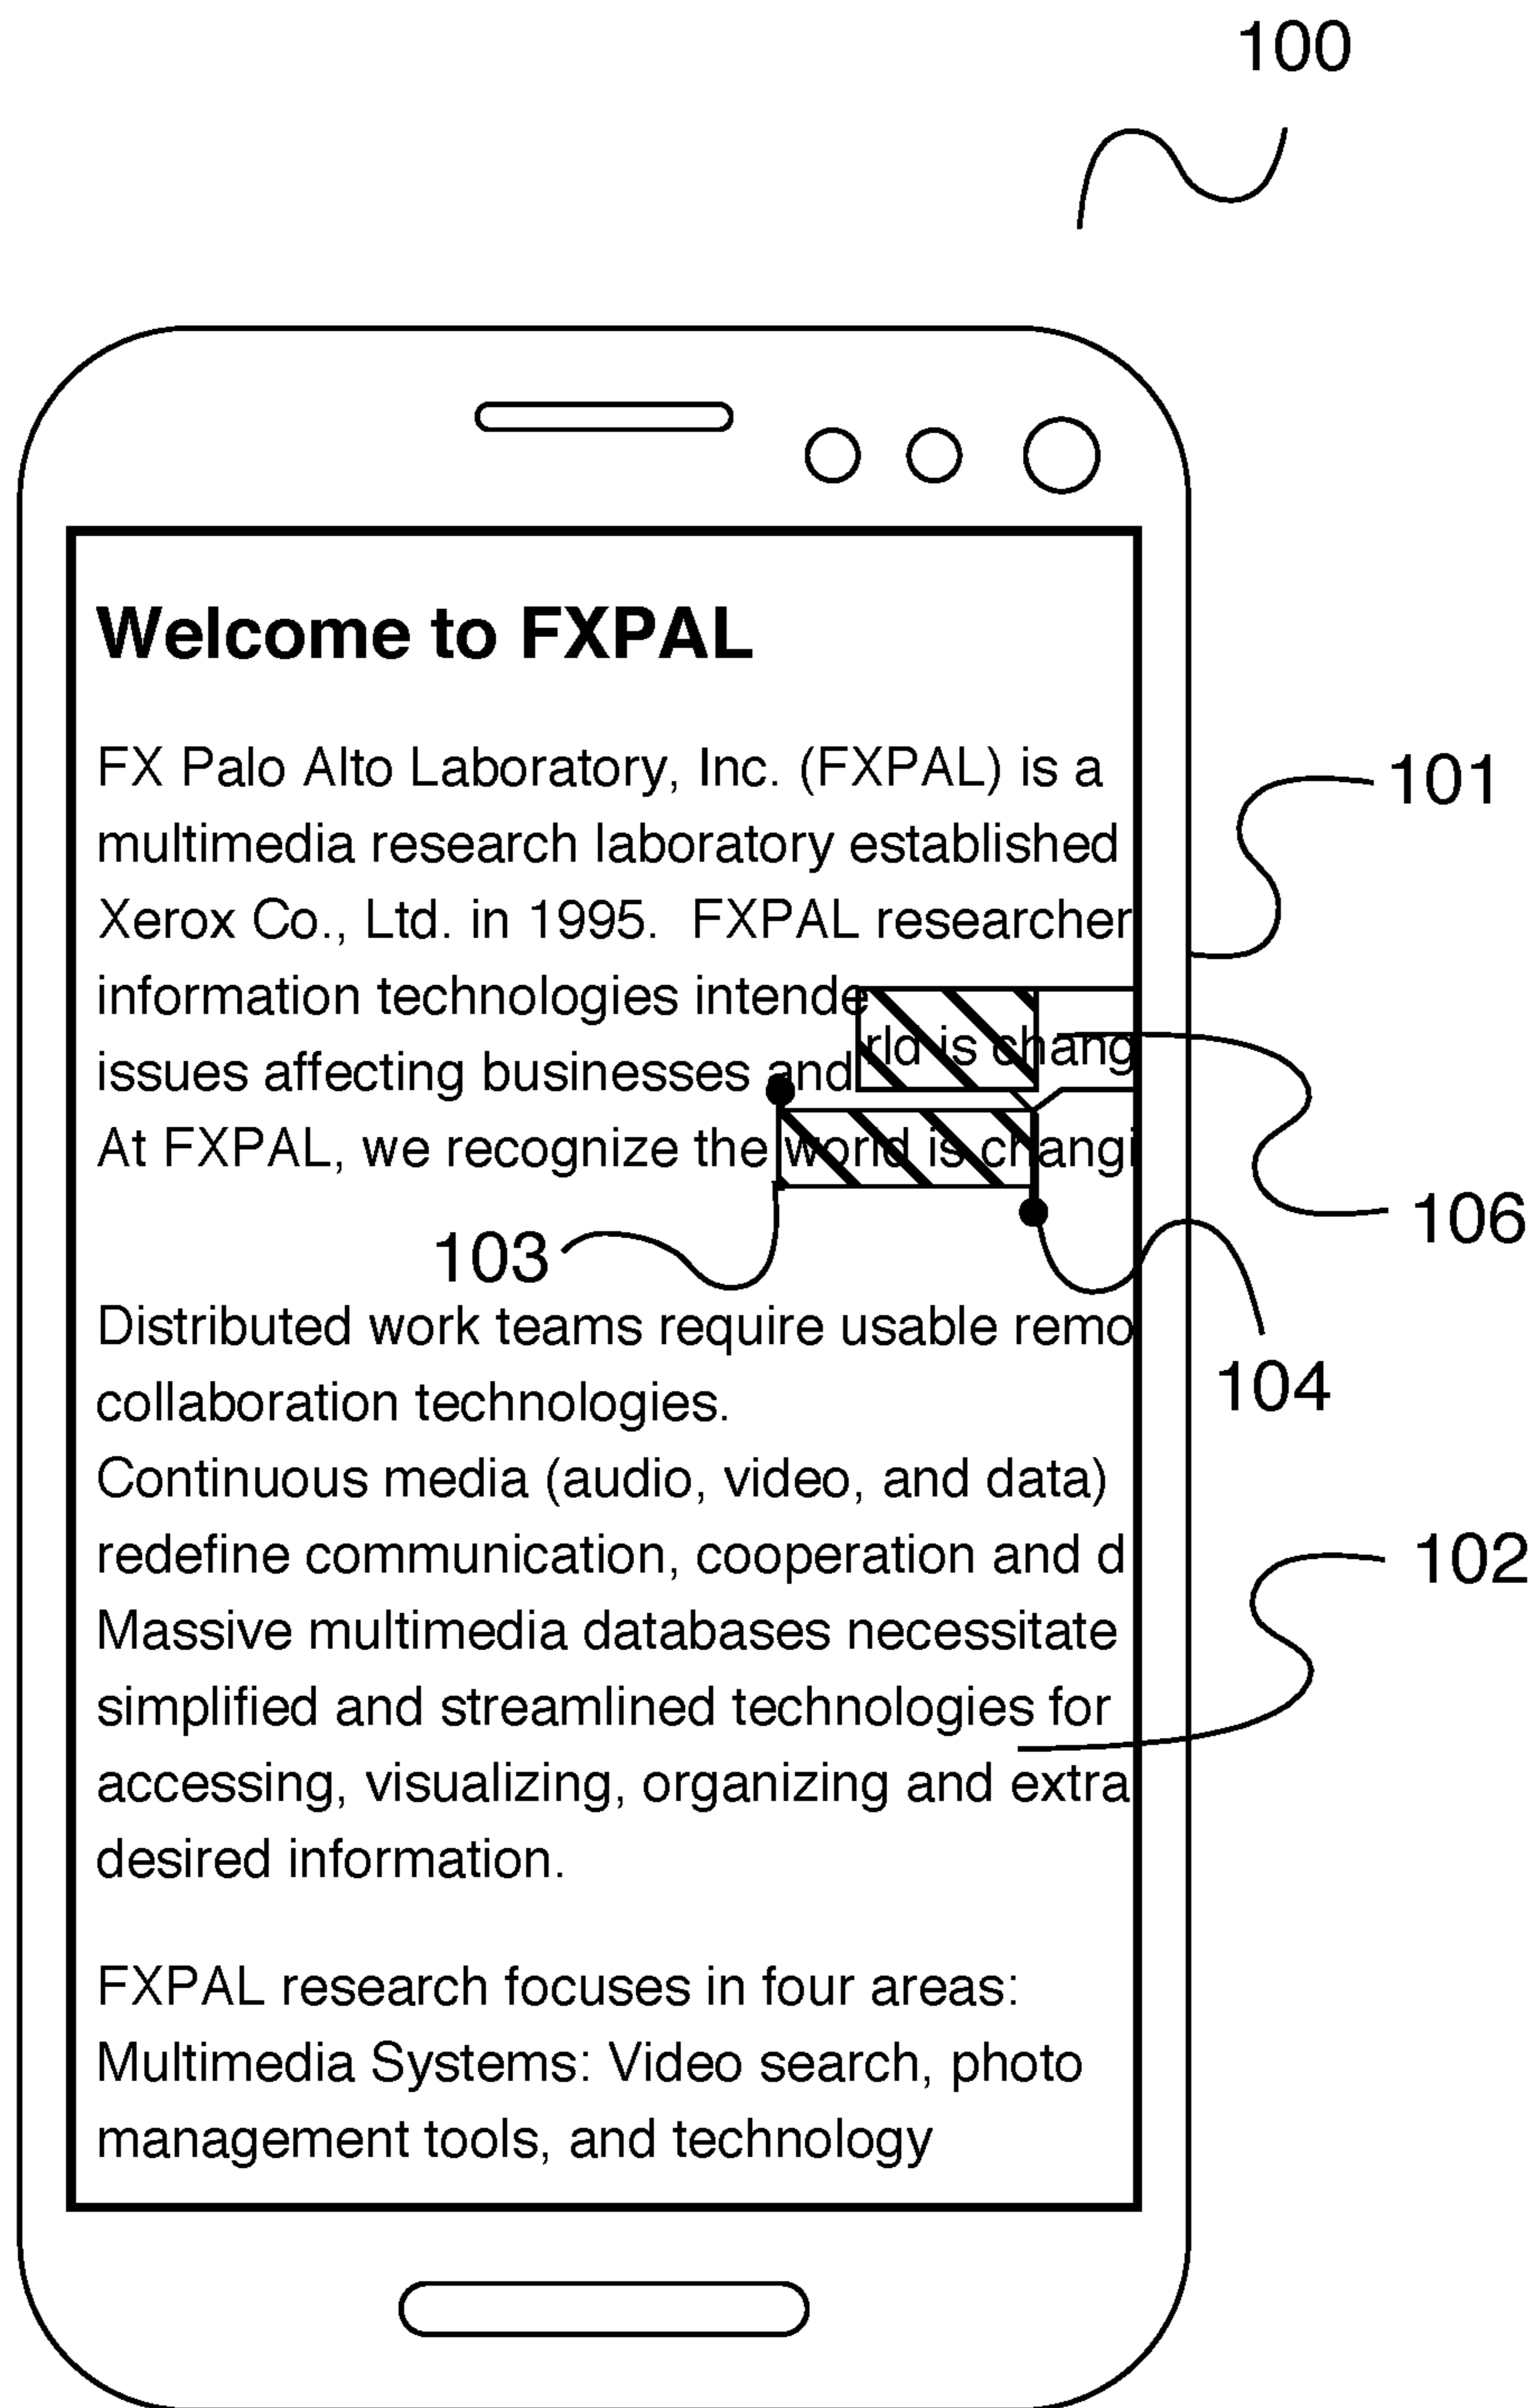 100
Welcome to FXPAL
FX Palo Alto Laboratory, Inc. (FXPAL) is a
101
multimedia research laboratory established
Xerox Co., Ltd. in 1995. FXPAL researcher
information technologies intende
rld is chang
issues affecting businesses and
At FXPAL, we recognize the world is changi
106
103
Distributed work teams require usable remo
104
collaboration technologies.
Continuous media (audio, video, and data)
redefine communication, cooperation and d
102
Massive multimedia databases necessitate
simplified and streamlined technologies for
accessing, visualizing, organizing and extra
desired information.
FXPAL research focuses in four areas:
Multimedia Systems: Video search, photo
management tools, and technology